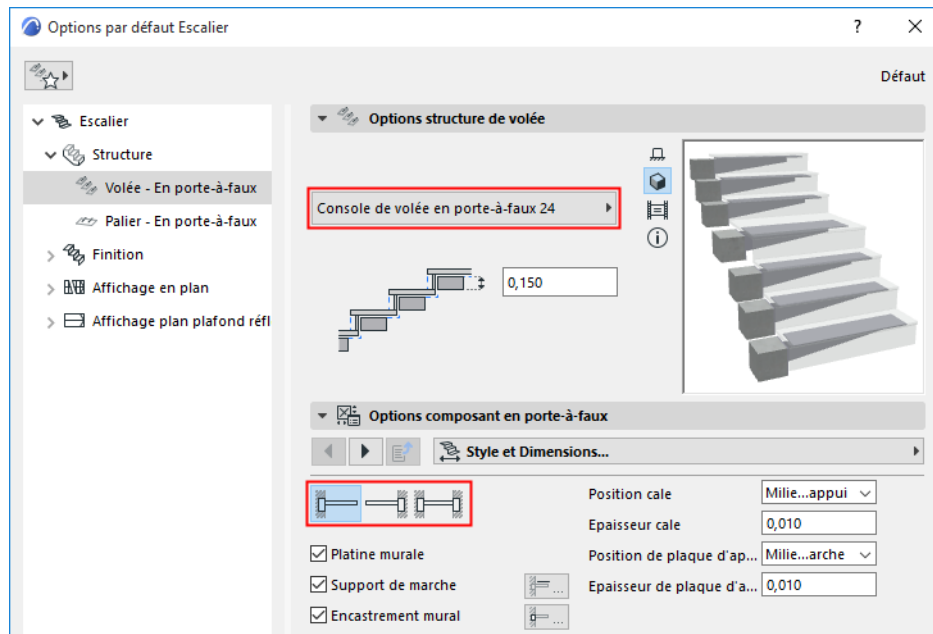 Options par défaut Escalier
?
Défaut
Escalier
Structure
Volée - En porte-à-faux
Palier - En porte-à-faux
Finition
Affichage en plan
Affichage plan plafond réfl
Options structure de volée
Console de volée en porte-à-faux 24
0,150
Options composant en porte-à-faux
Style et Dimensions...
Position cale Milie...appui
Epaisseur cale 0,010
Platine murale
Position de plaque d'ap... Milie...arche
Support de marche ...
Epaisseur de plaque d'a... 0,010
Encastrement mural ...